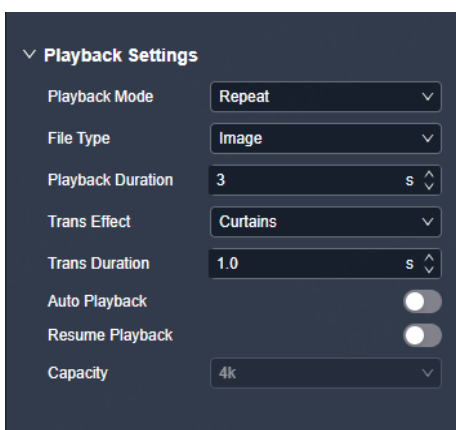 Playback Settings
Playback Mode Repeat
File Type Image
Playback Duration 3 s
Trans Effect Curtains
Trans Duration 1.0 s
Auto Playback
Resume Playback
Capacity 4k